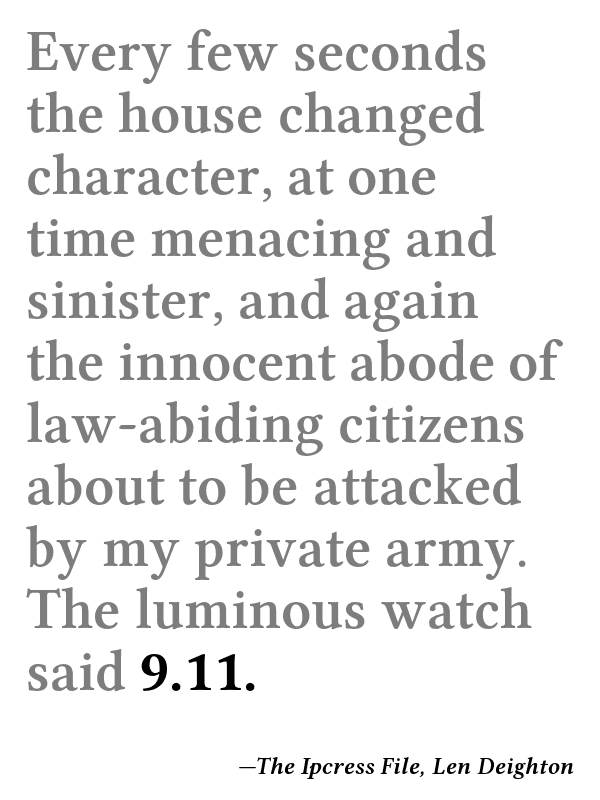 Every few seconds
the house changed
character, at one
time menacing and
sinister, and again
the innocent abode of
law-abiding citizens
about to be attacked
by my private army.
The luminous watch
said 9.11.
—The Ipcress File, Len Deighton